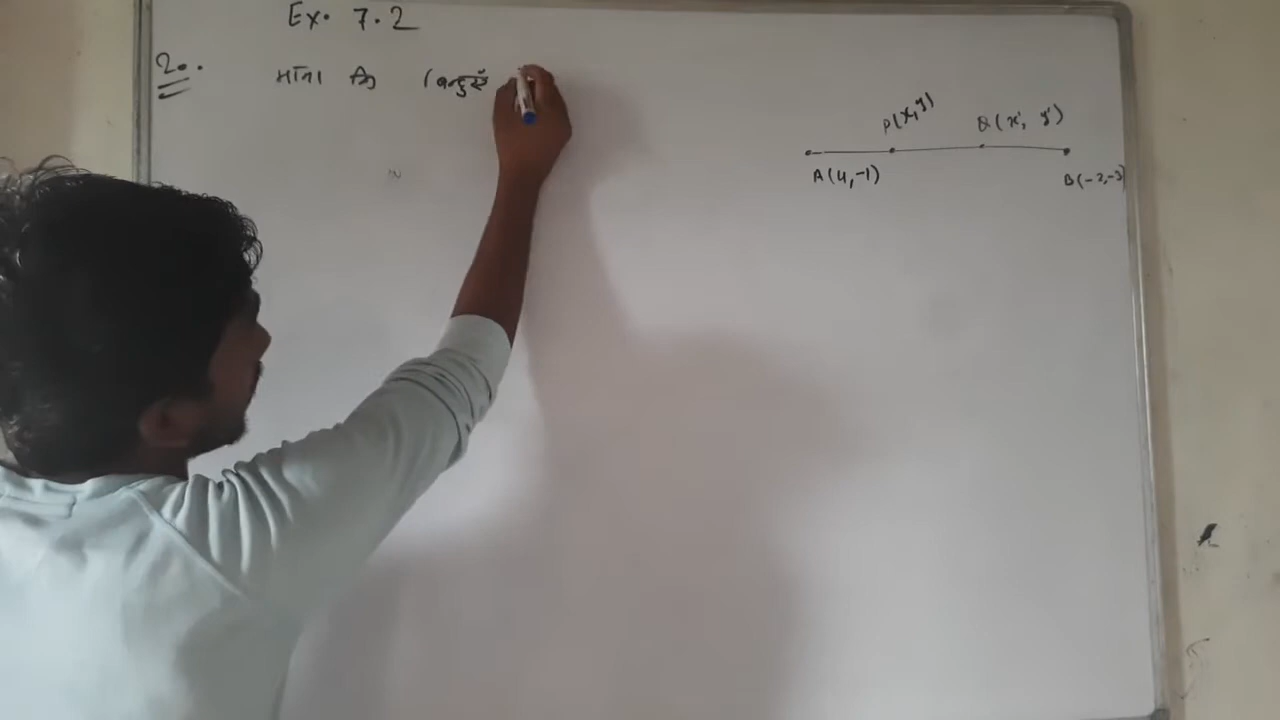 Ex. 7.2
20.
माना कि बिन्दुएँ
P(x,y) Q(x', y')
A(4,-1) B(-2,-3)